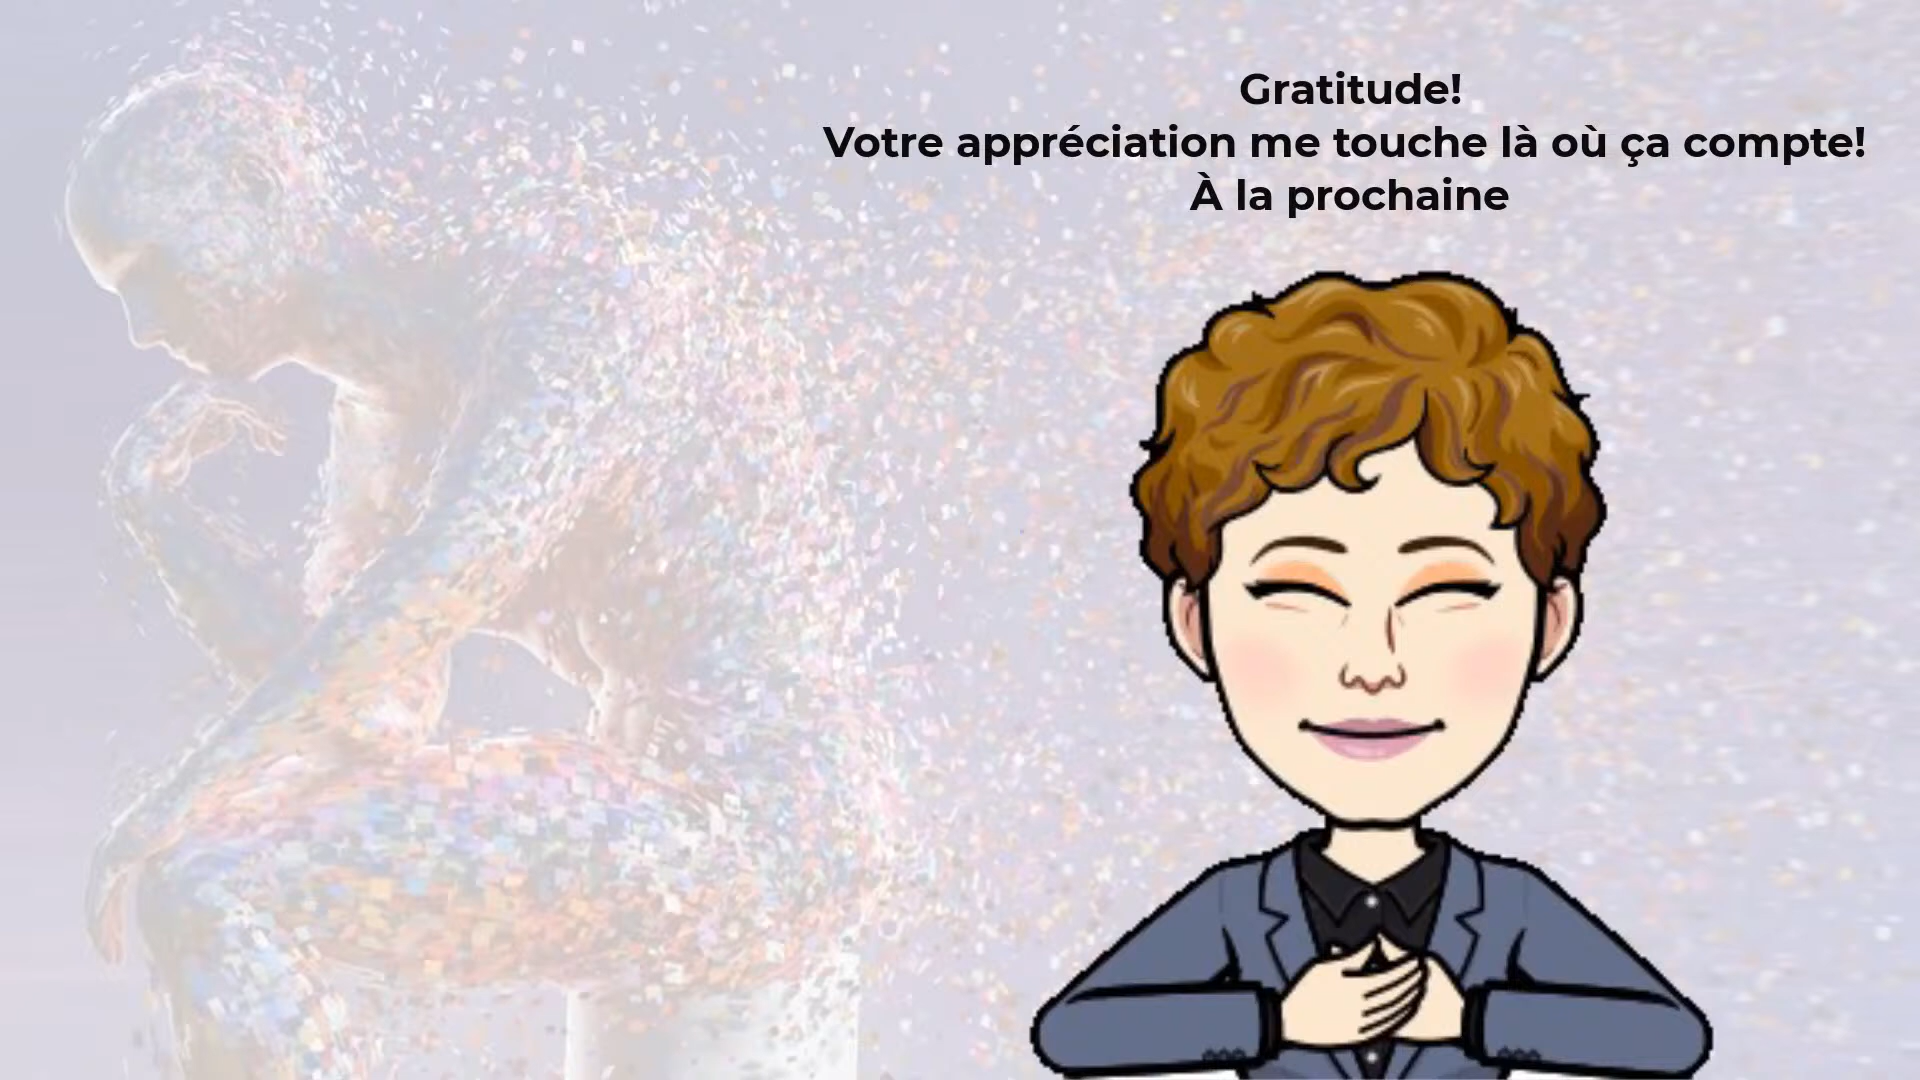 Gratitude!
Votre appréciation me touche là où ça compte!
À la prochaine